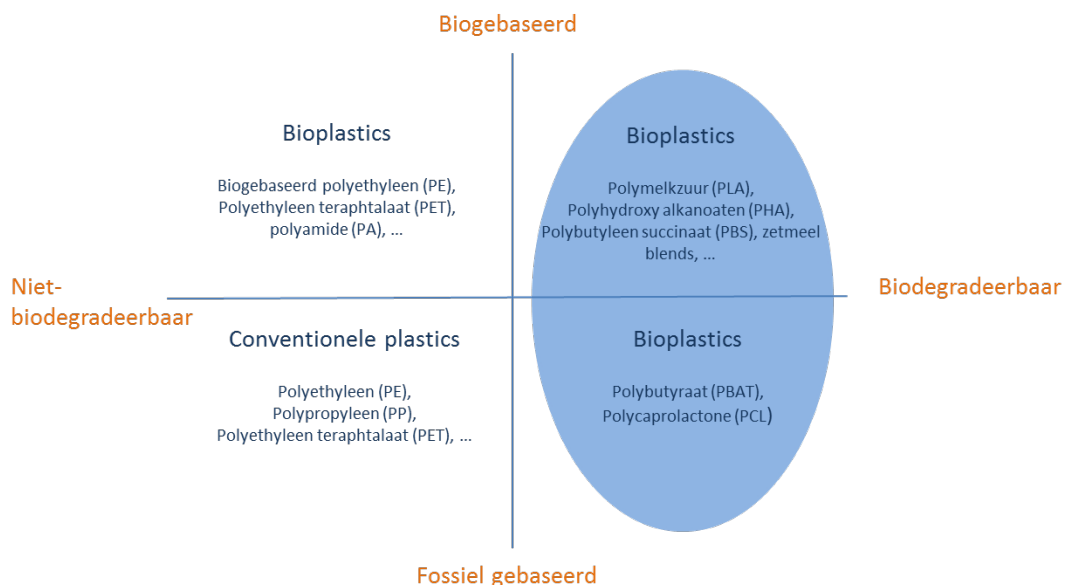 Biogebaseerd
Bioplastics
Biogebaseerd polyethyleen (PE),
Polyethyleen teraphtalaat (PET),
polyamide (PA), ...
Bioplastics
Polymelkzuur (PLA),
Polyhydroxy alkanoaten (PHA),
Polybutyleen succinaat (PBS), zetmeel
blends, ...
Niet-
biodegradeerbaar
Biodegradeerbaar
Conventionele plastics
Polyethyleen (PE),
Polypropyleen (PP),
Polyethyleen teraphtalaat (PET), ...
Bioplastics
Polybutyraat (PBAT),
Polycaprolactone (PCL)
Fossiel gebaseerd